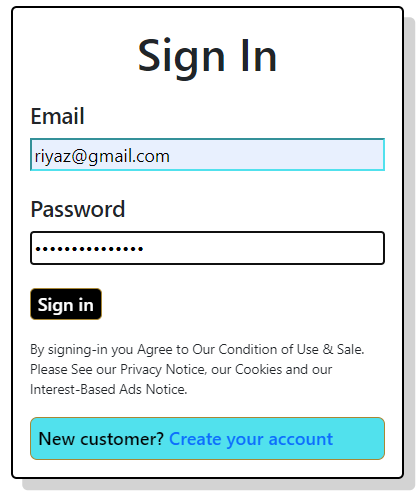 Sign In
Email
riyaz@gmail.com
Password
•••••••••••••••
Sign in
By signing-in you Agree to Our Condition of Use & Sale.
Please See our Privacy Notice, our Cookies and our
Interest-Based Ads Notice.
New customer? Create your account